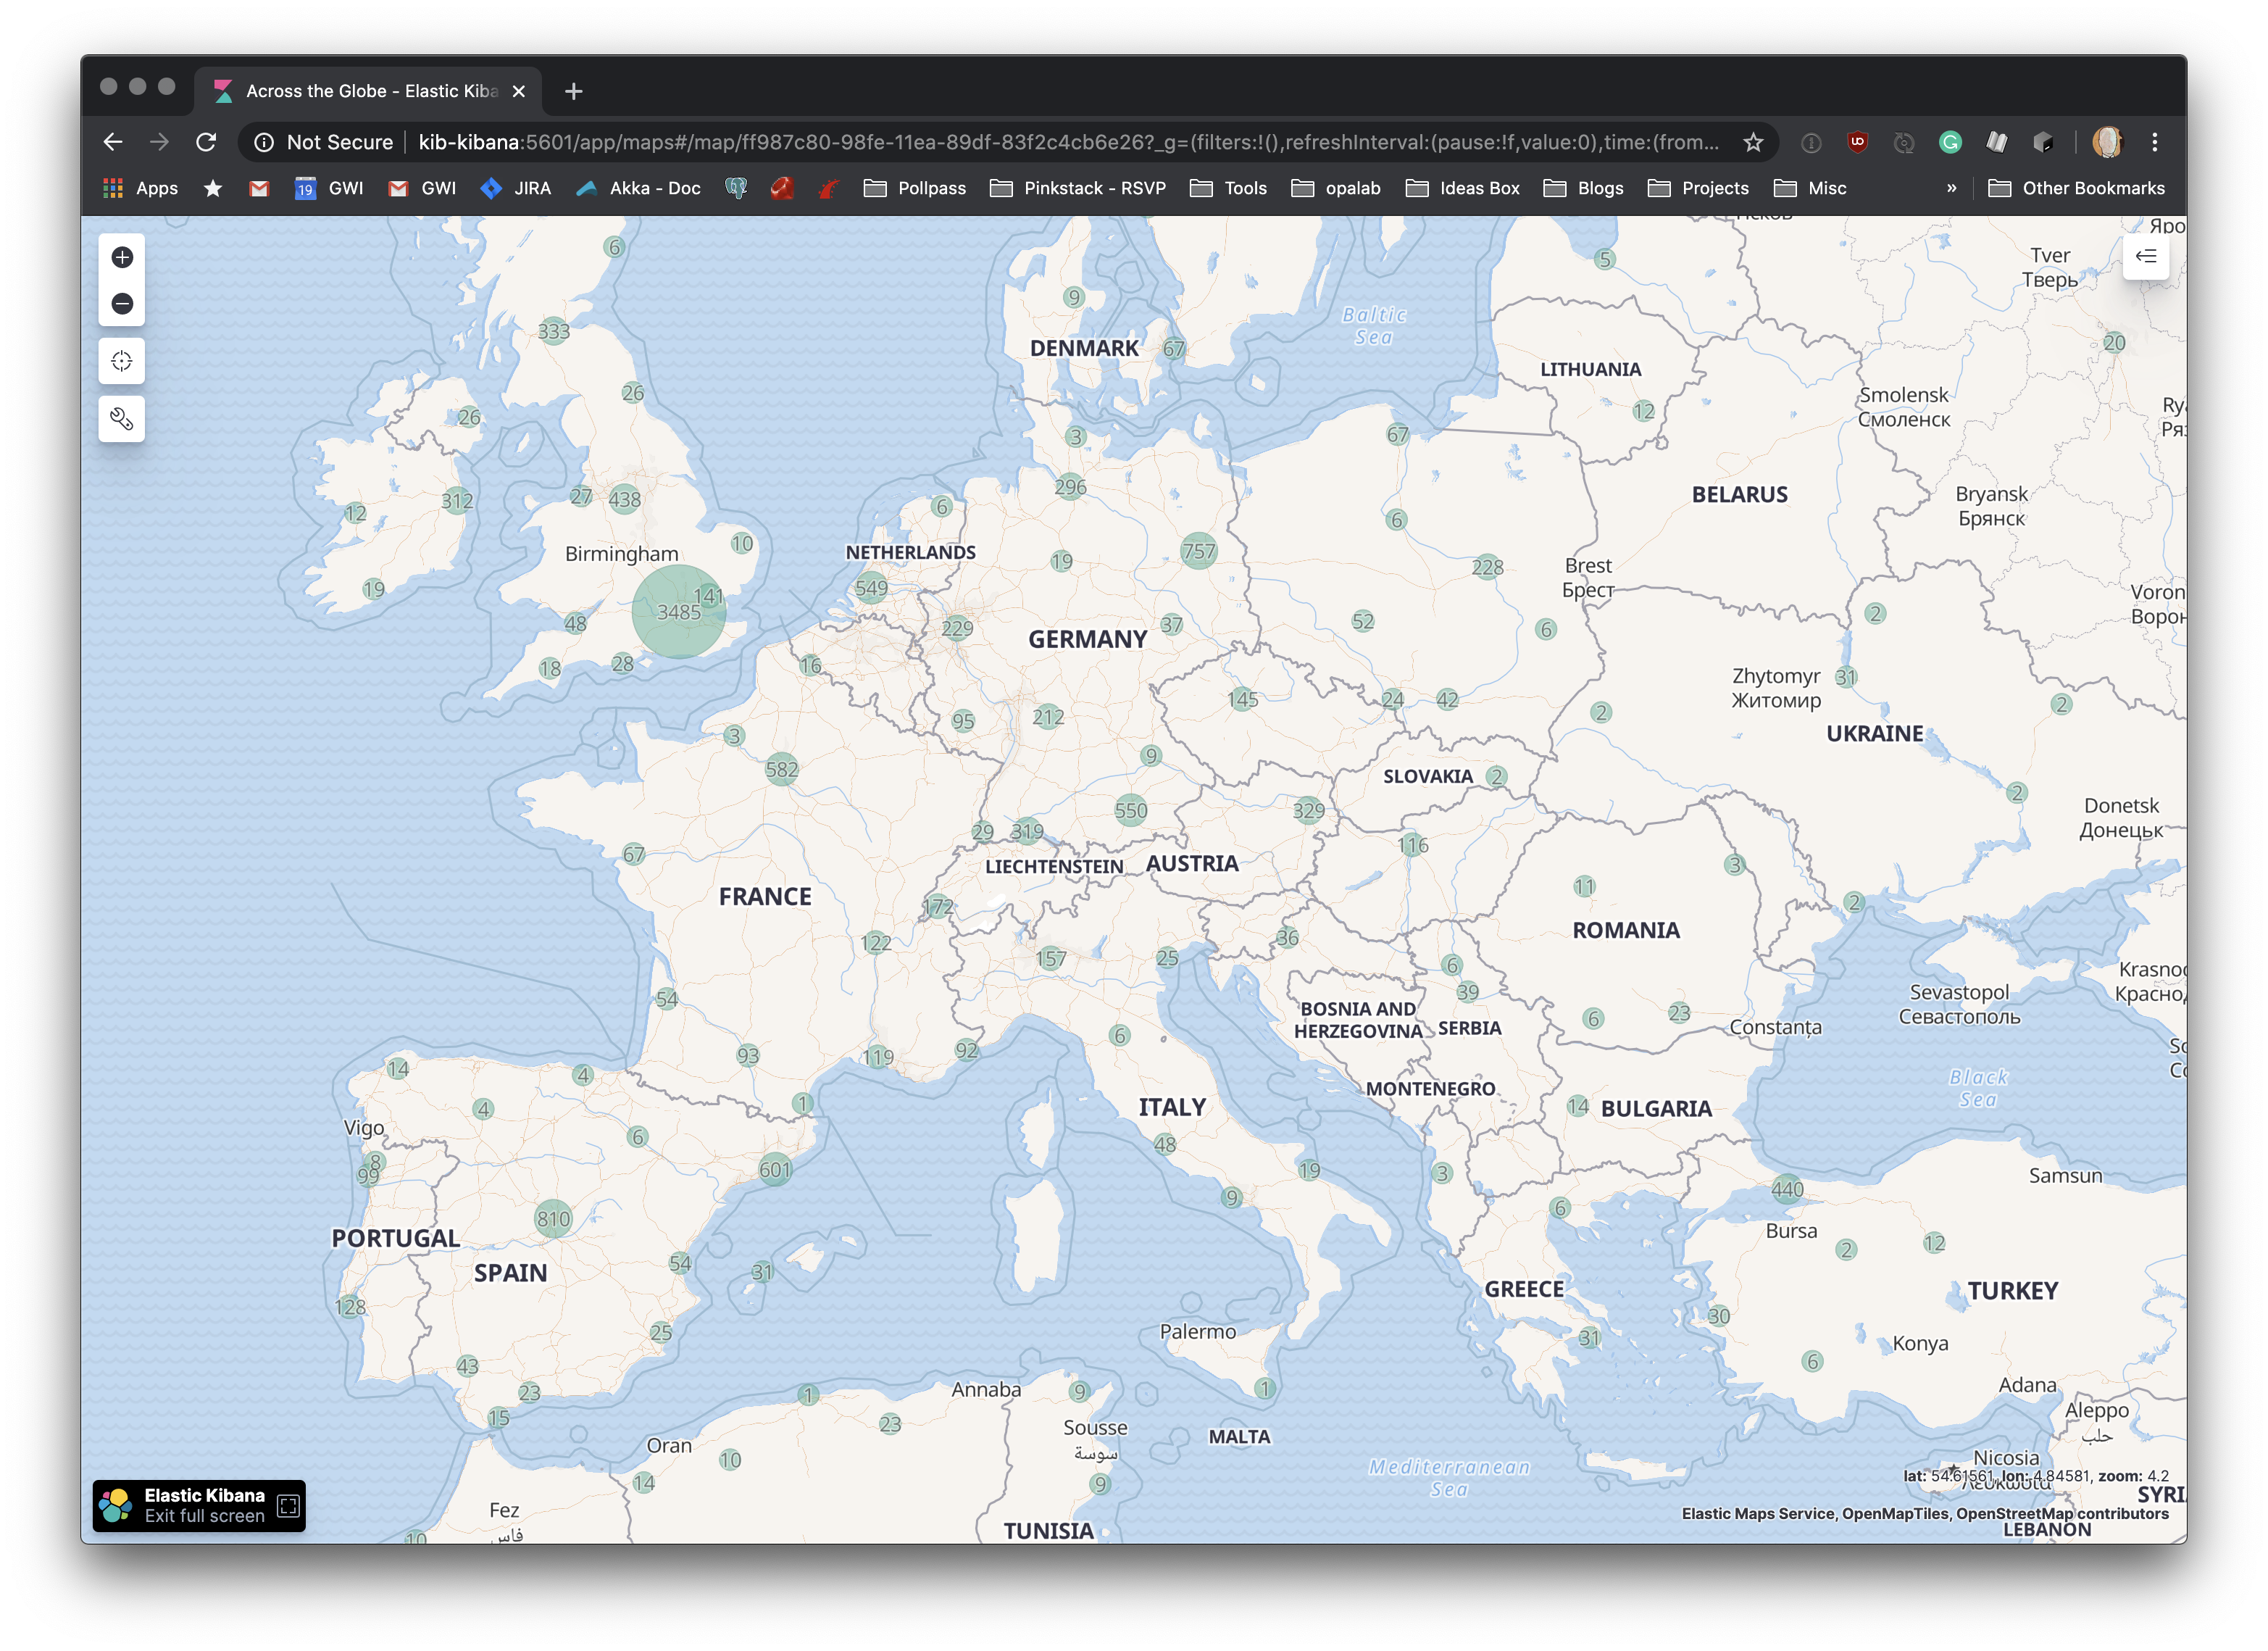 Across the Globe - Elastic Kiba
Not Secure
kib-kibana:5601/app/maps#/map/ff987c80-98fe-11ea-89df-83f2c4cb6e26?_g=(filters:!(),refreshInterval:(pause:!f,value:0),time:(from...
Apps
19
GWI
GWI
JIRA
Akka - Doc
Pollpass
Pinkstack - RSVP
Tools
opalab
Ideas Box
Blogs
Projects
Misc
»
Other Bookmarks
Яро
6
5
Tver
Тверь
9
Baltic
Sea
333
DENMARK
67
20
LITHUANIA
26
12
Smolensk
Смоленск
26
3
67
296
27
438
312
12
6
6
BELARUS
Bryansk
Брянск
10
Birmingham
NETHERLANDS
757
19
228
Brest
Брест
549
19
141
3485
48
229
GERMANY
37
52
6
2
Voron
Ворон
18
28
16
Zhytomyr
Житомир
31
145
24
42
2
2
95
212
3
UKRAINE
9
582
SLOVAKIA
2
2
550
329
Donetsk
Донецьк
29
319
116
67
LIECHTENSTEIN
AUSTRIA
3
11
FRANCE
172
2
ROMANIA
122
36
157
25
6
Krasnod
Краснод
54
39
Sevastopol
Севастополь
BOSNIA AND
HERZEGOVINA
SERBIA
6
23
Constanța
6
93
119
92
14
4
Black
Sea
MONTENEGRO
1
4
ITALY
14
BULGARIA
Vigo
6
48
8
99
601
19
3
Samsun
440
9
810
6
PORTUGAL
Bursa
2
12
54
31
SPAIN
GREECE
TURKEY
128
25
Palermo
30
31
Konya
43
6
23
1
9
1
Annaba
Adana
15
23
Sousse
سوسة
Aleppo
حلب
Oran
10
MALTA
14
Mediterranean
Sea
9
Nicosia
lat: 54.61561, lon: 4.84581, zoom: 4.2
Λευκωσία
Elastic Kibana
Exit full screen
Fez
فاس
SYRI
Elastic Maps Service, OpenMapTiles, OpenStreetMap contributors
10
TUNISIA
LEBANON